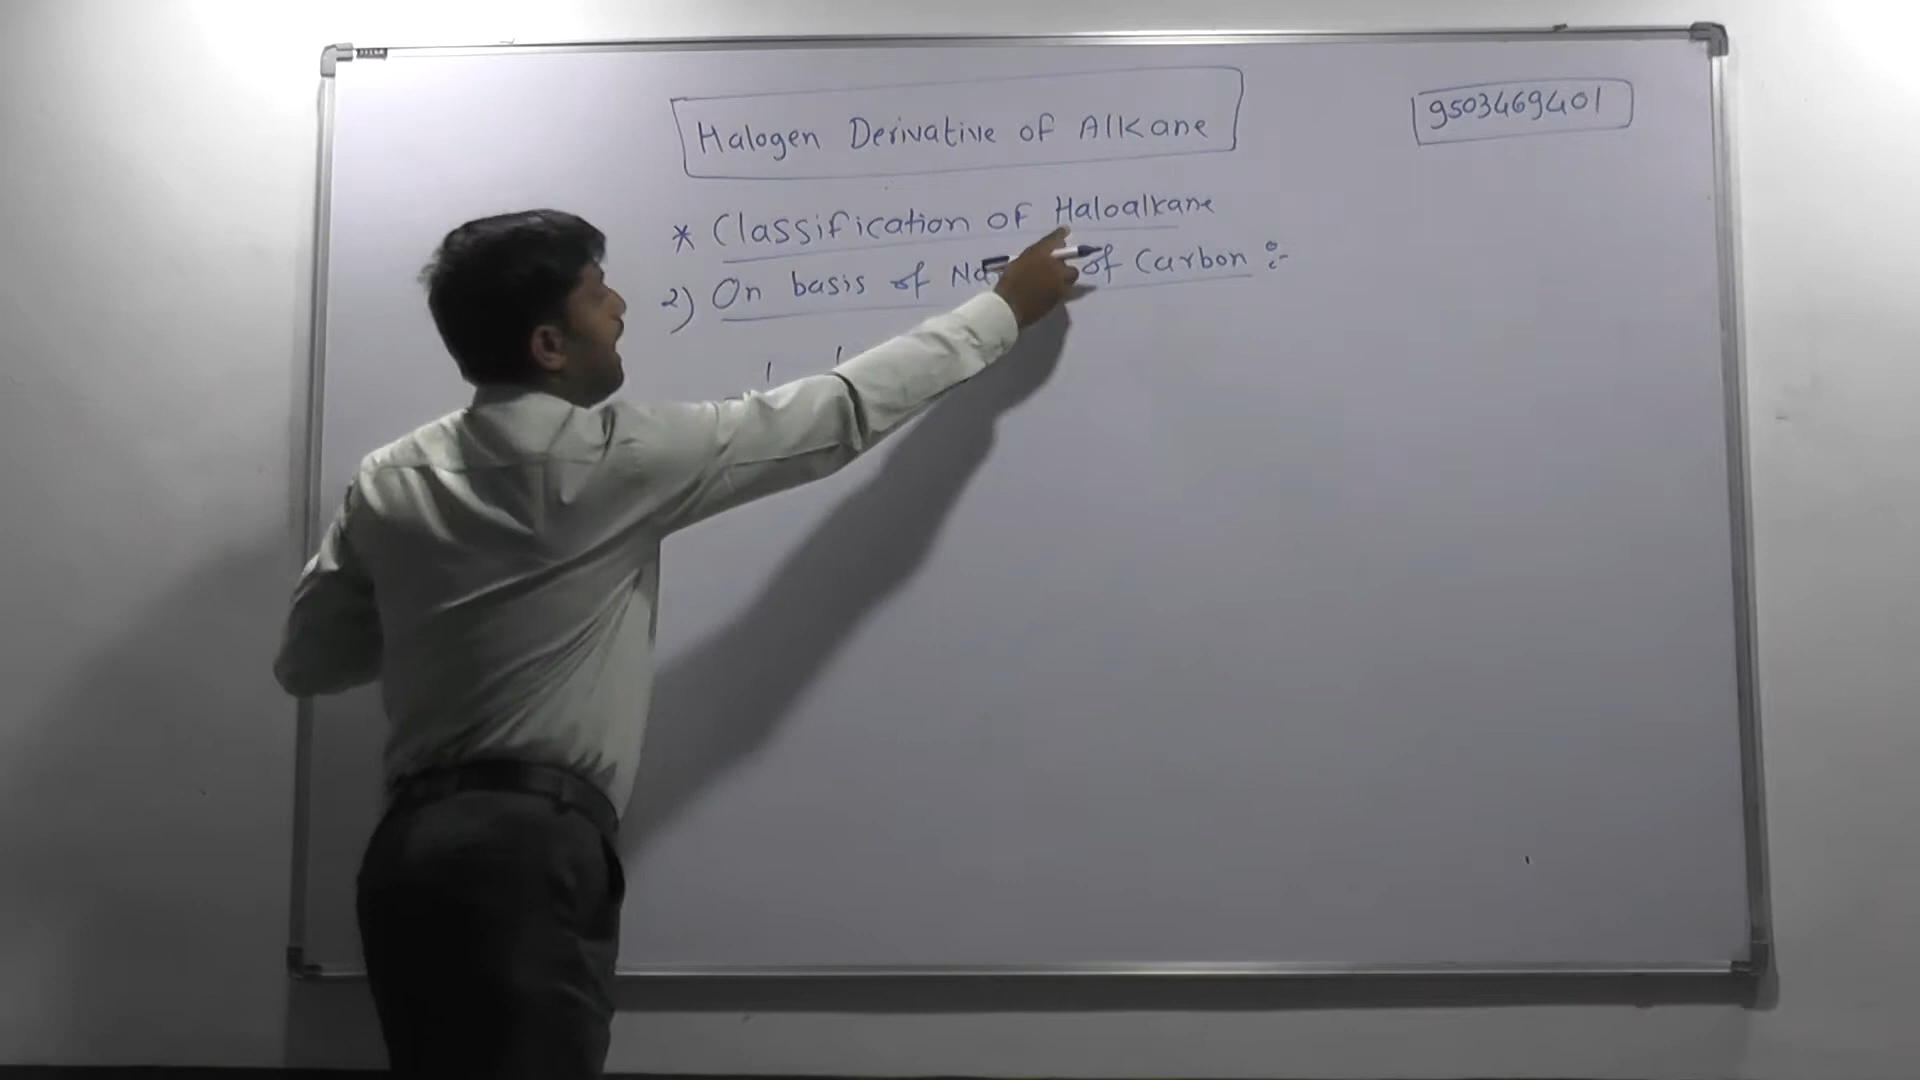 Halogen Derivative of Alkane
9503469401
* Classification of Haloalkane
2) On basis of of Carbon :-